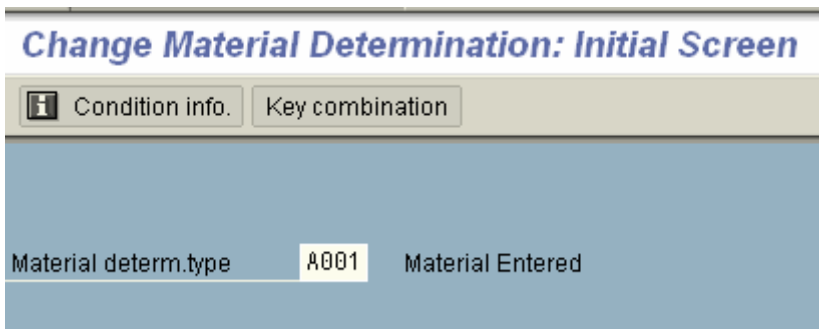 Change Material Determination: Initial Screen
Condition info. Key combination
Material determ.type A001 Material Entered